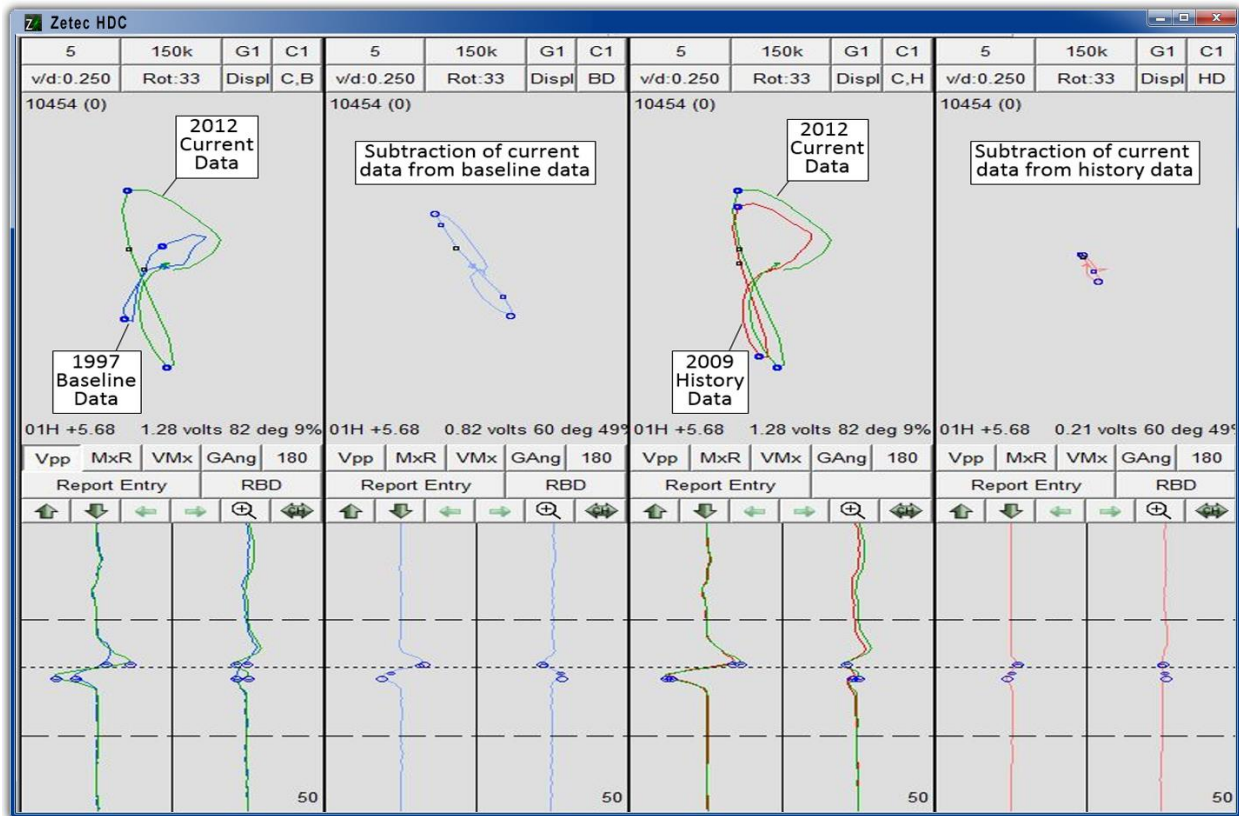 Zetec HDC
5 150k G1 C1
v/d:0.250 Rot:33 Displ C,B
10454 (0)
2012
Current
Data
1997
Baseline
Data
01H +5.68 1.28 volts 82 deg 9%
Vpp MxR VMx GAng 180
Report Entry RBD
5 150k G1 C1
v/d:0.250 Rot:33 Displ BD
10454 (0)
Subtraction of current
data from baseline data
01H +5.68 0.82 volts 60 deg 49%
Vpp MxR VMx GAng 180
Report Entry RBD
50
5 150k G1 C1
v/d:0.250 Rot:33 Displ C,H
10454 (0)
2012
Current
Data
2009
History
Data
01H +5.68 1.28 volts 82 deg 9%
Vpp MxR VMx GAng 180
Report Entry
50
5 150k G1 C1
v/d:0.250 Rot:33 Displ HD
10454 (0)
Subtraction of current
data from history data
01H +5.68 0.21 volts 60 deg 49%
Vpp MxR VMx GAng 180
Report Entry RBD
50
50